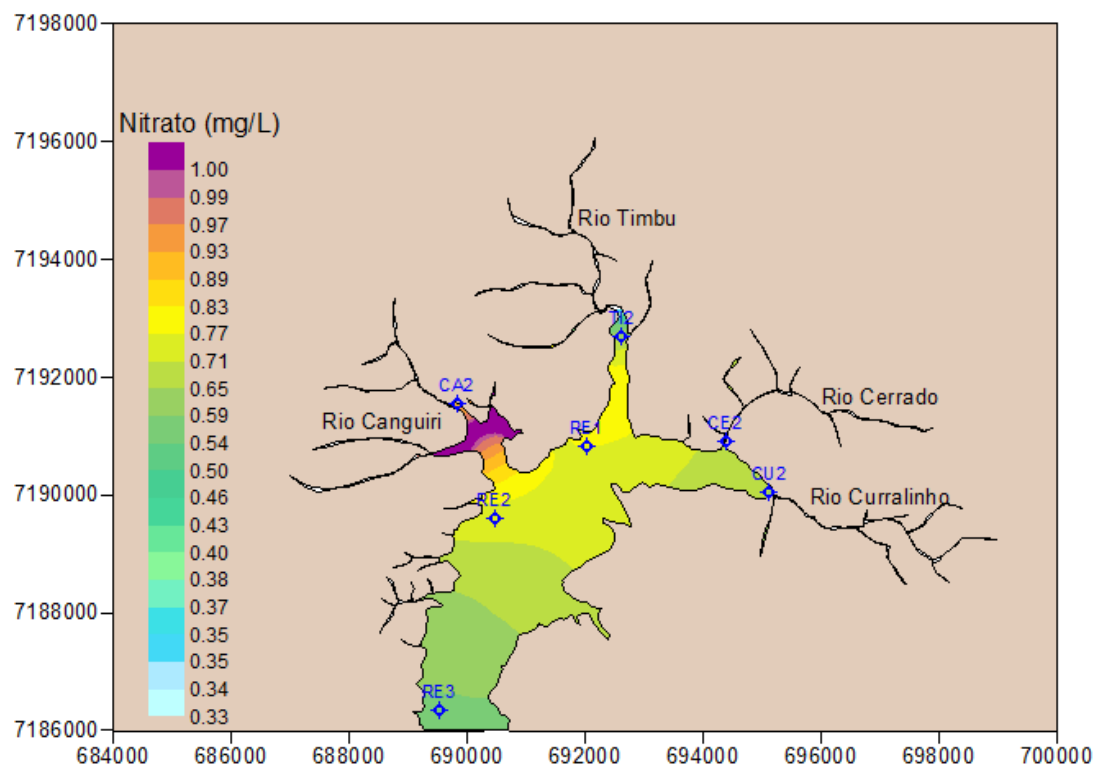 7198000
7196000
7194000
7192000
7190000
7188000
7186000
684000 686000 688000 690000 692000 694000 696000 698000 700000
Nitrato (mg/L)
1.00
0.99
0.97
0.93
0.89
0.83
0.77
0.71
0.65
0.59
0.54
0.50
0.46
0.43
0.40
0.38
0.37
0.35
0.35
0.34
0.33
Rio Timbu
TI2
CA2
Rio Canguiri
RE1
CE2
Rio Cerrado
CU2
Rio Curralinho
RE2
RE3